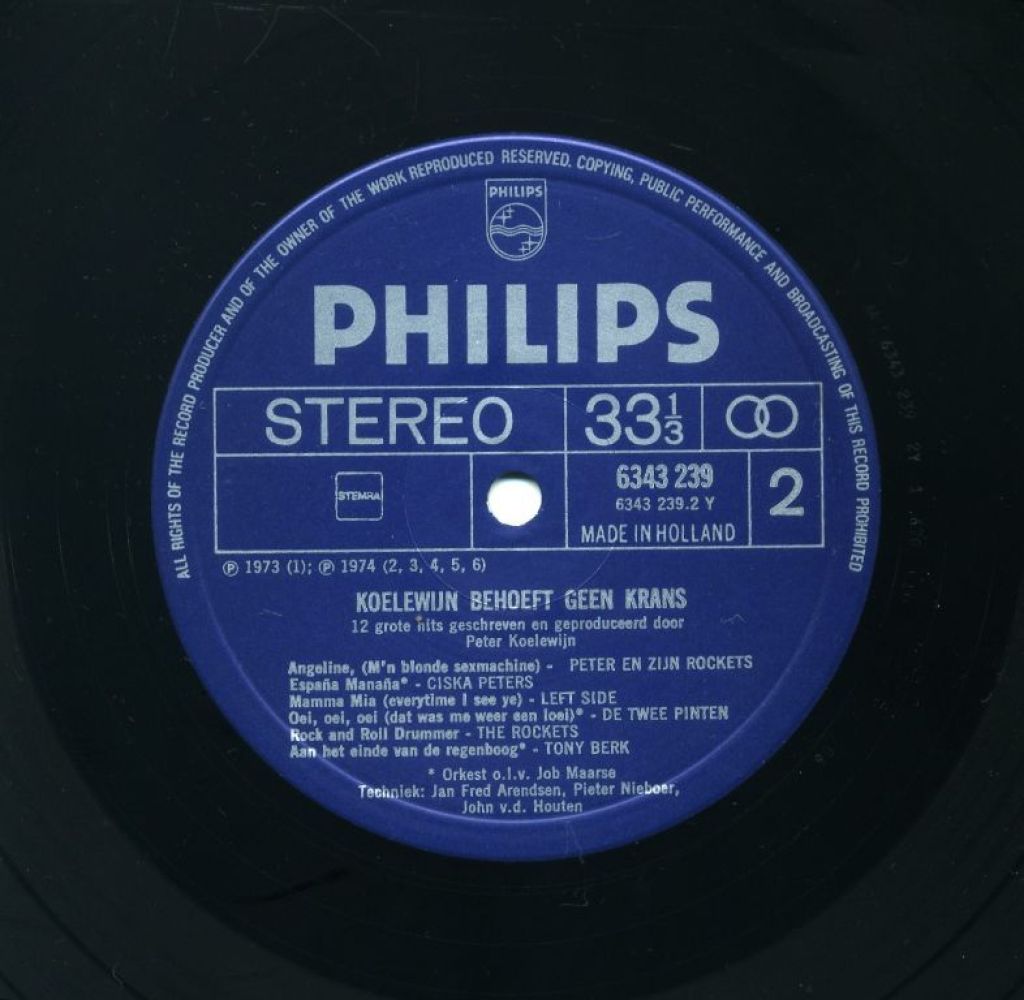 ALL RIGHTS OF THE RECORD PRODUCER AND OF THE OWNER OF THE WORK REPRODUCED RESERVED. COPYING, PUBLIC PERFORMANCE AND BROADCASTING OF THIS RECORD PROHIBITED
PHILIPS
PHILIPS
STEREO 33 1/3
STEMRA
6343 239
6343 239.2 Y
MADE IN HOLLAND
2
Ⓟ 1973 (1); Ⓟ 1974 (2, 3, 4, 5, 6)
KOELEWIJN BEHOEFT GEEN KRANS
12 grote hits geschreven en geproduceerd door
Peter Koelewijn
Angeline, (M'n blonde sexmachine) - PETER EN ZIJN ROCKETS
España Manaña* - CISKA PETERS
Mamma Mia (everytime I see ye) - LEFT SIDE
Oei, oei, oei (dat was me weer een loei)* - DE TWEE PINTEN
Rock and Roll Drummer - THE ROCKETS
Aan het einde van de regenboog* - TONY BERK
* Orkest o.l.v. Job Maarse
Techniek: Jan Fred Arendsen, Pieter Nieboer,
John v.d. Houten